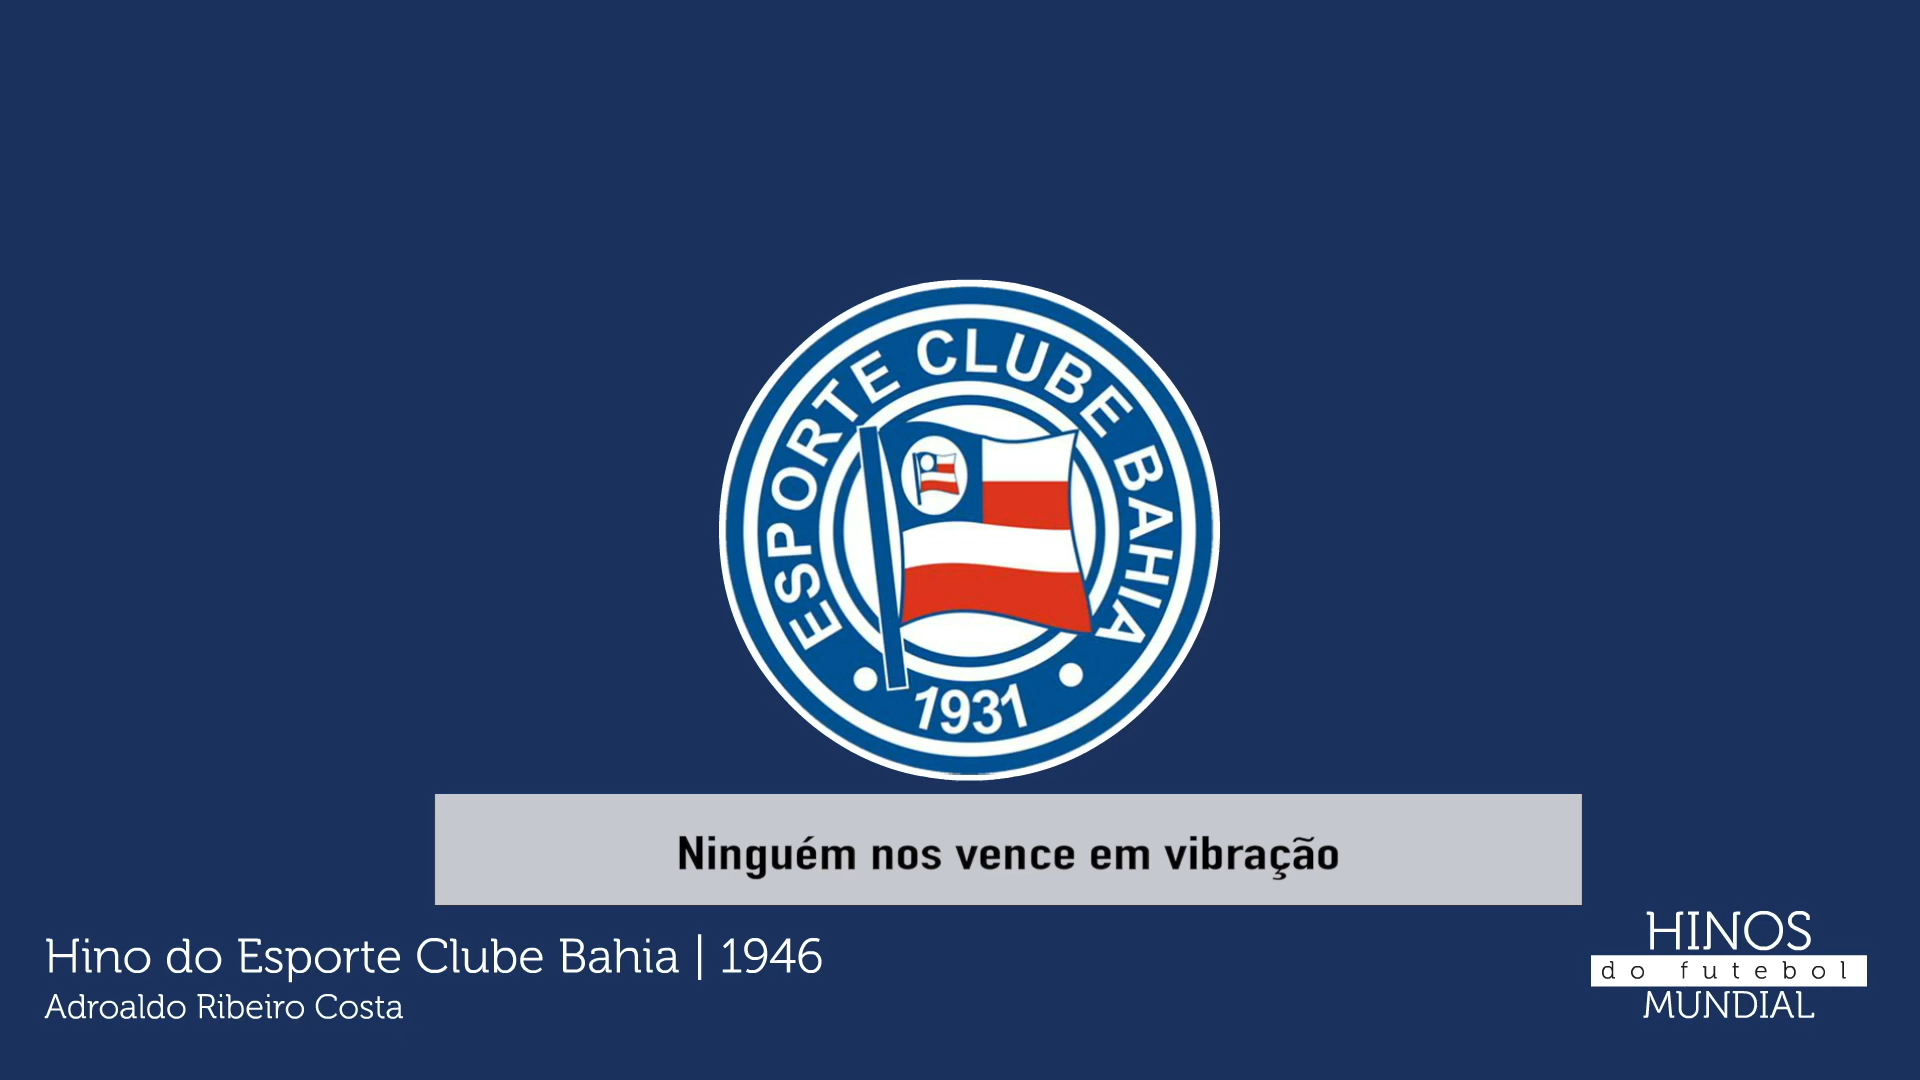 ESPORTE CLUBE BAHIA
1931
Ninguém nos vence em vibração
Hino do Esporte Clube Bahia | 1946
Adroaldo Ribeiro Costa
HINOS
do futebol
MUNDIAL